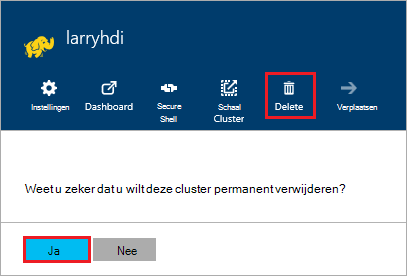 larryhdi
Instellingen
Dashboard
Secure
Shell
Schaal
Cluster
Delete
Verplaatsen
Weet u zeker dat u wilt deze cluster permanent verwijderen?
Ja
Nee